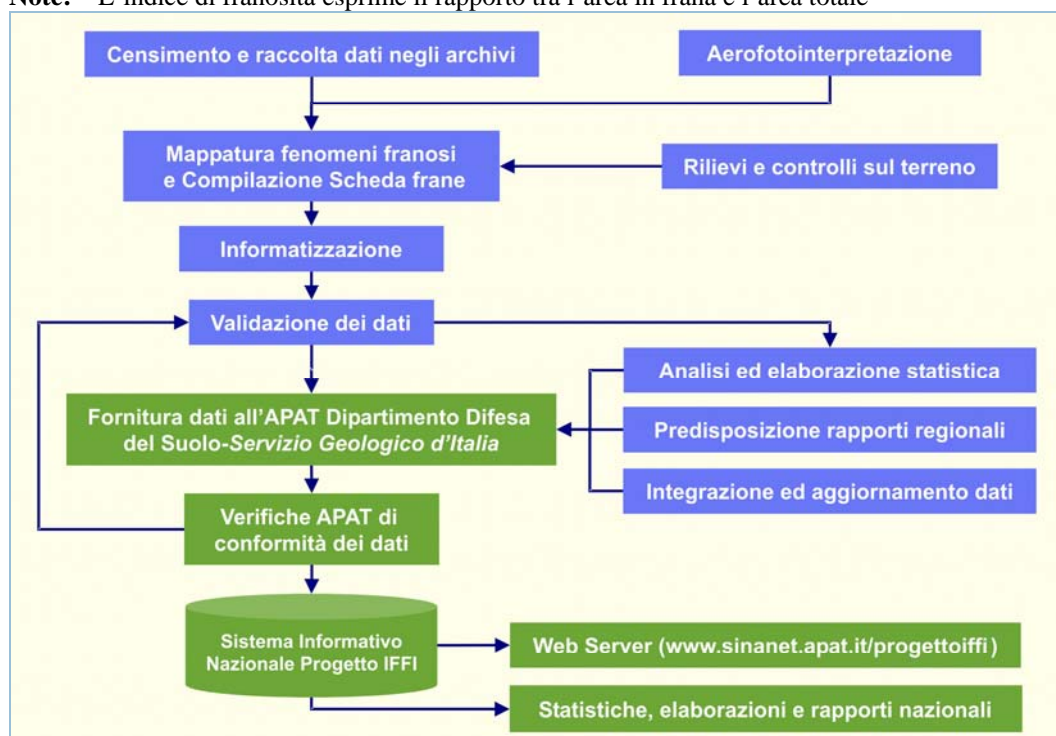 Note: L'indice di franosità esprime il rapporto tra l'area in frana e l'area totale
Censimento e raccolta dati negli archivi
Aerofotointerpretazione
Mappatura fenomeni franosi
e Compilazione Scheda frane
Rilievi e controlli sul terreno
Informatizzazione
Validazione dei dati
Analisi ed elaborazione statistica
Fornitura dati all'APAT Dipartimento Difesa
del Suolo-Servizio Geologico d'Italia
Predisposizione rapporti regionali
Integrazione ed aggiornamento dati
Verifiche APAT di
conformità dei dati
Sistema Informativo
Nazionale Progetto IFFI
Web Server (www.sinanet.apat.it/progettoiffi)
Statistiche, elaborazioni e rapporti nazionali